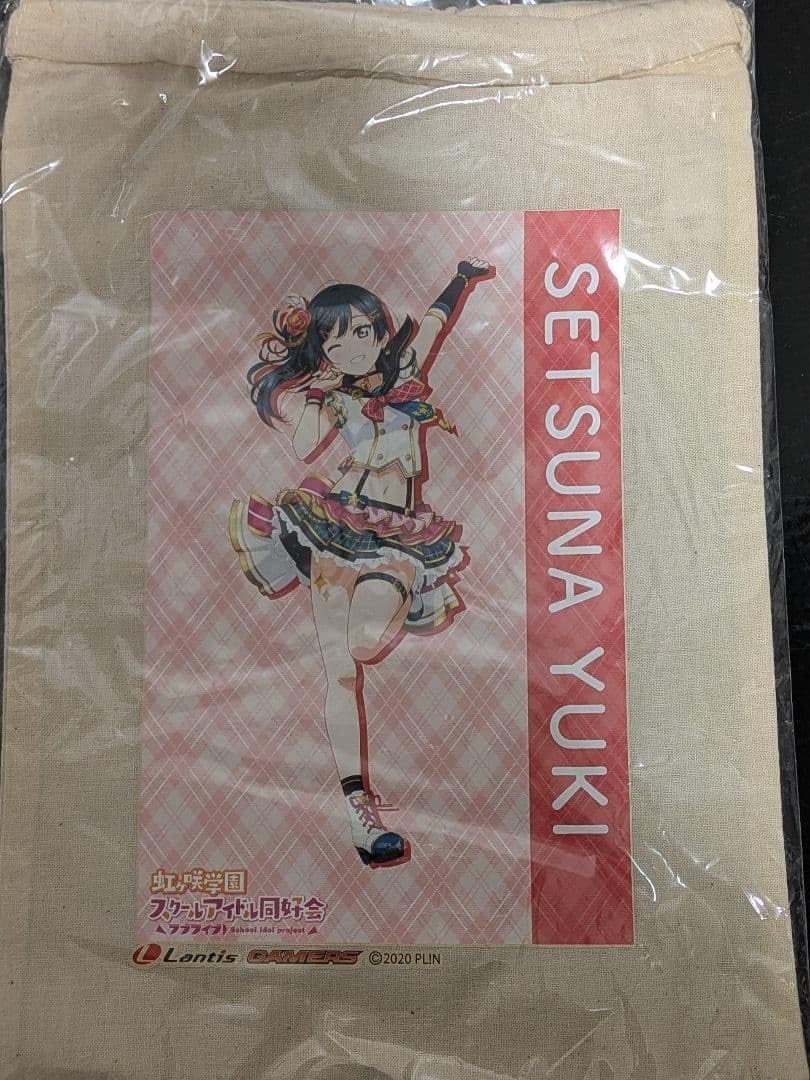 SETSUNA YUKI
虹ヶ咲学園
スクールアイドル同好会
ラブライブ! School idol project
Lantis GAMERS ©2020 PL!N